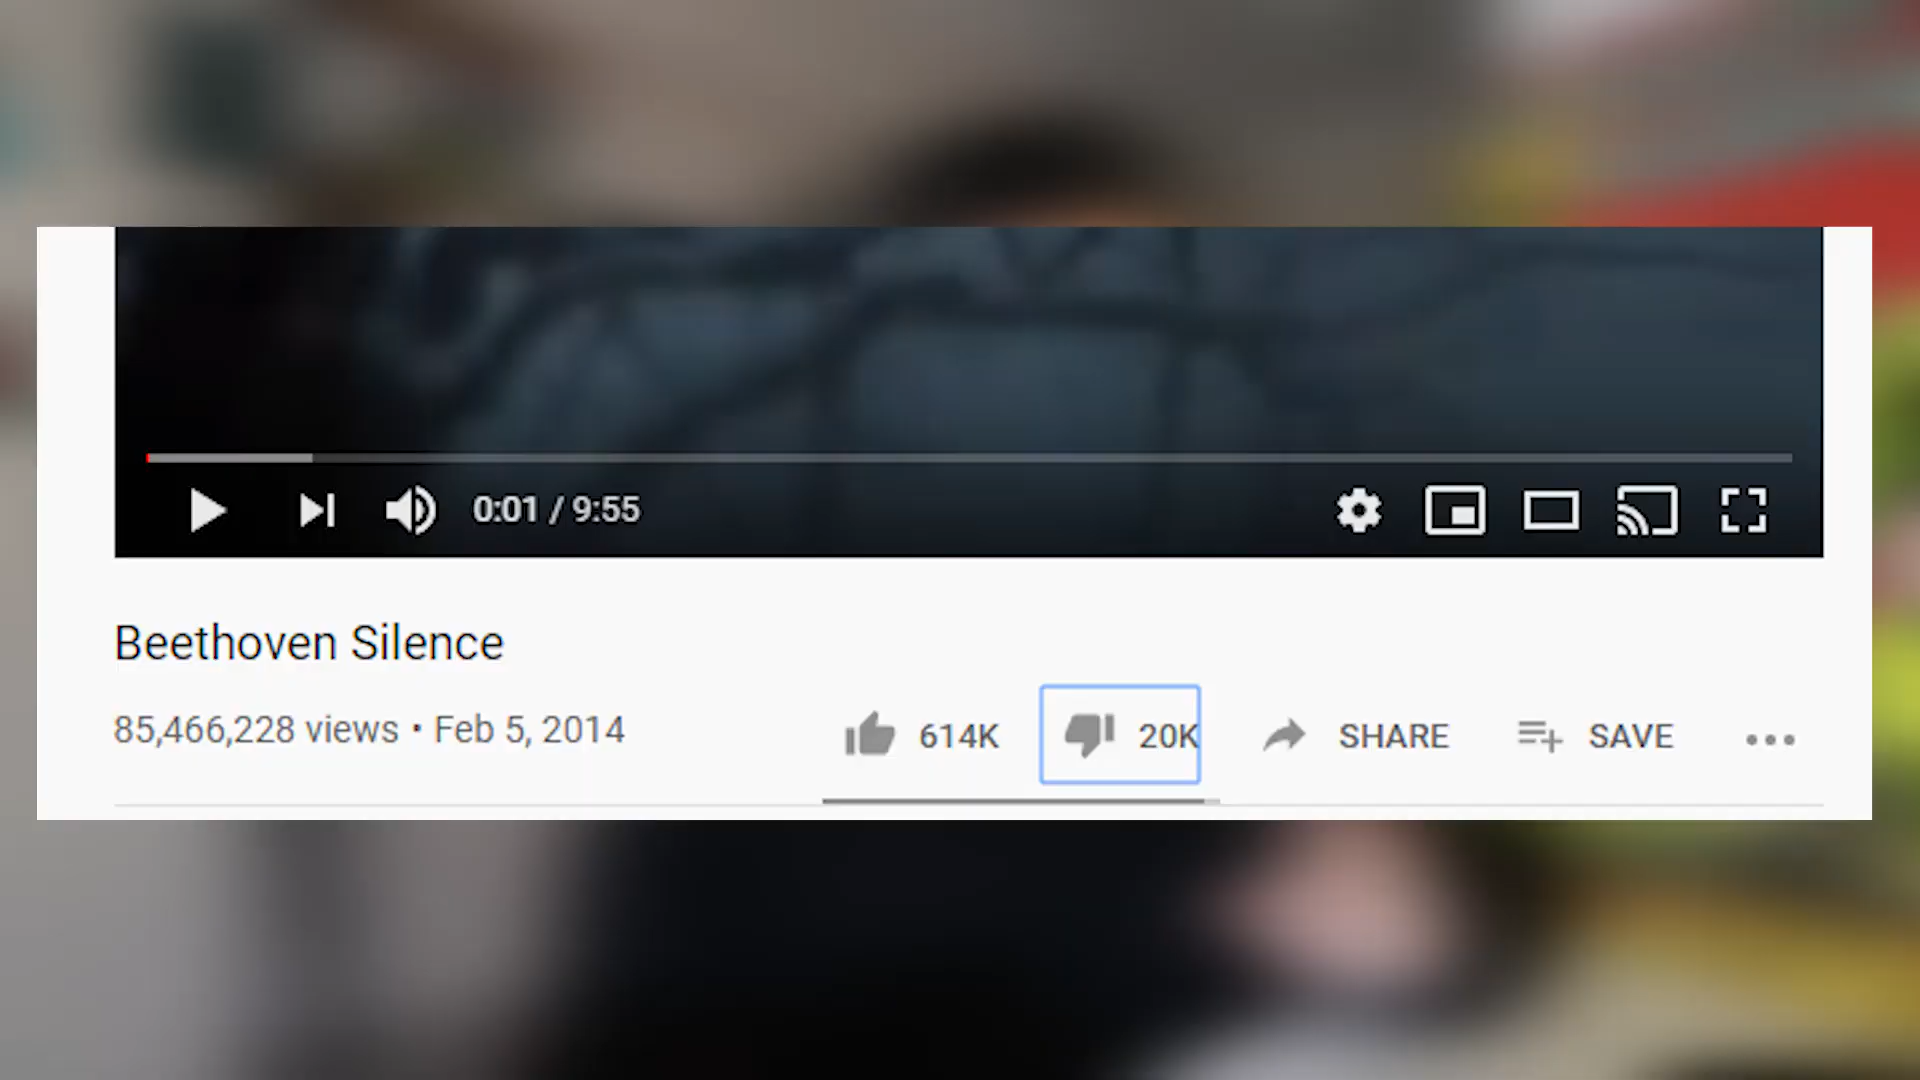 0:01 / 9:55
Beethoven Silence
85,466,228 views • Feb 5, 2014
614K 20K SHARE SAVE